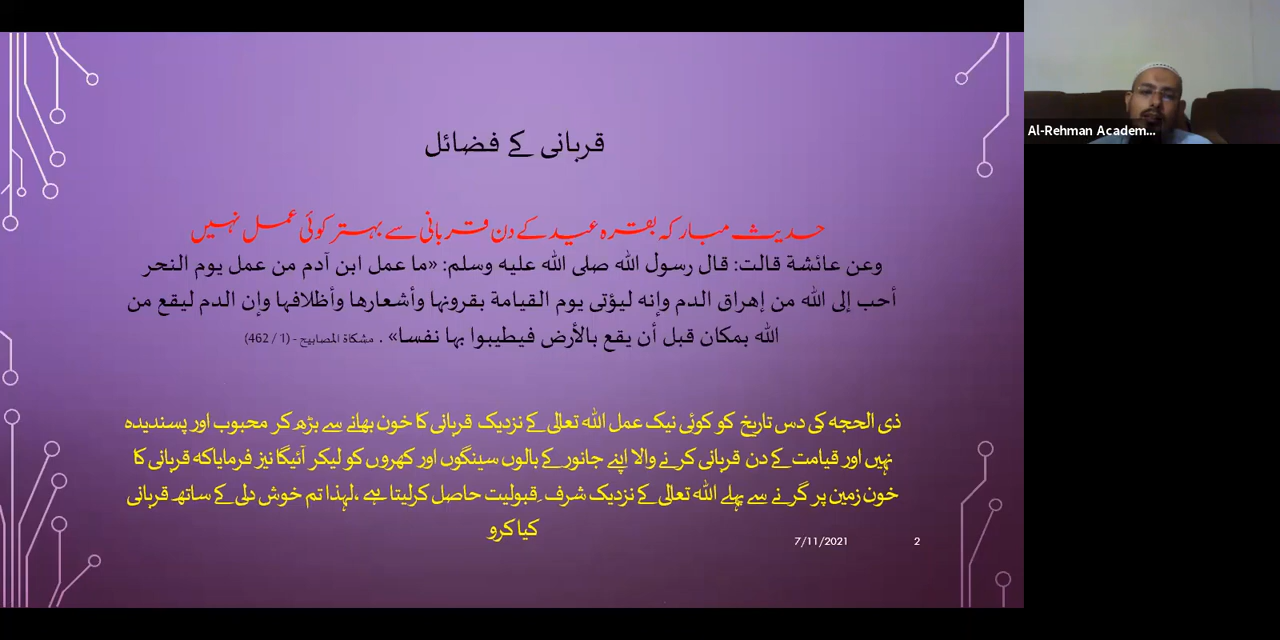 قربانی کے فضائل
حدیث مبارکہ بقرہ عید کے دن قربانی سے بہتر کوئی عمل نہیں
وعن عائشة قالت: قال رسول الله صلى الله عليه وسلم: «ما عمل ابن آدم من عمل يوم النحر
أحب إلى الله من إهراق الدم وإنه ليؤتى يوم القيامة بقرونها وأشعارها وأظلافها وإن الدم ليقع من
الله بمكان قبل أن يقع بالأرض فيطيبوا بها نفسا» . مشكاة المصابيح - (1 / 462)
ذی الحجہ کی دس تاریخ کو کوئی نیک عمل اللہ تعالی کے نزدیک قربانی کا خون بھانے سے بڑھ کر محبوب اور پسندیدہ
نہیں اور قیامت کے دن قربانی کرنے والا اپنے جانور کے بالوں سینگوں اور کھروں کو لیکر آئیگا نیز فرمایاکہ قربانی کا
خون زمین پر گرنے سے پہلے اللہ تعالی کے نزدیک شرف ِقبولیت حاصل کرلیتا ہے ،لہذا تم خوش دلی کے ساتھ قربانی
کیا کرو
7/11/2021
2
Al-Rehman Academ...